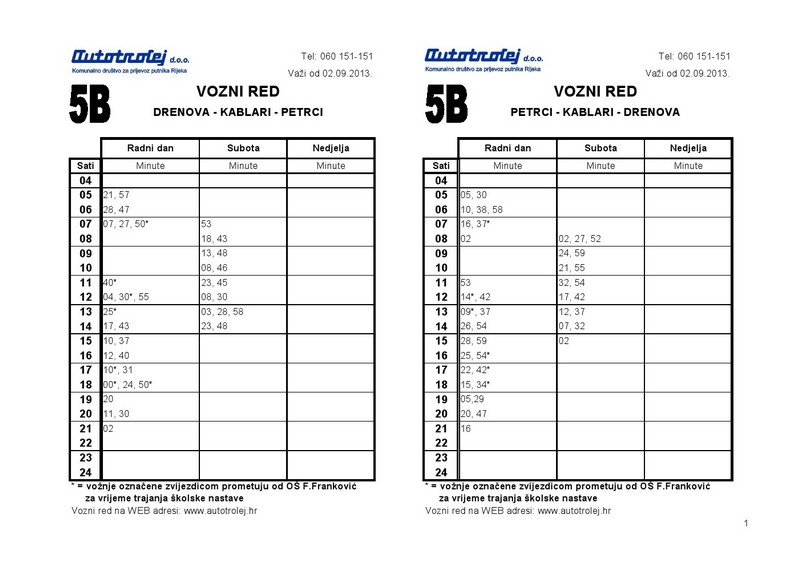 Autotrolej d.o.o.
Komunalno društvo za prijevoz putnika Rijeka
Tel: 060 151-151
Važi od 02.09.2013.
5B
VOZNI RED
DRENOVA - KABLARI - PETRCI
Radni dan Subota Nedjelja
Sati Minute Minute Minute
04
05 21, 57
06 28, 47
07 07, 27, 50* 53
08 18, 43
09 13, 48
10 08, 46
11 40* 23, 45
12 04, 30*, 55 08, 30
13 25* 03, 28, 58
14 17, 43 23, 48
15 10, 37
16 12, 40
17 10*, 31
18 00*, 24, 50*
19 20
20 11, 30
21 02
22
23
24
* = vožnje označene zvijezdicom prometuju od OŠ F.Franković
za vrijeme trajanja školske nastave
Vozni red na WEB adresi: www.autotrolej.hr
Autotrolej d.o.o.
Komunalno društvo za prijevoz putnika Rijeka
Tel: 060 151-151
Važi od 02.09.2013.
5B
VOZNI RED
PETRCI - KABLARI - DRENOVA
Radni dan Subota Nedjelja
Sati Minute Minute Minute
04
05 05, 30
06 10, 38, 58
07 16, 37*
08 02 02, 27, 52
09 24, 59
10 21, 55
11 53 32, 54
12 14*, 42 17, 42
13 09*, 37 12, 37
14 26, 54 07, 32
15 28, 59 02
16 25, 54*
17 22, 42*
18 15, 34*
19 05,29
20 20, 47
21 16
22
23
24
* = vožnje označene zvijezdicom prometuju od OŠ F.Franković
za vrijeme trajanja školske nastave
Vozni red na WEB adresi: www.autotrolej.hr
1